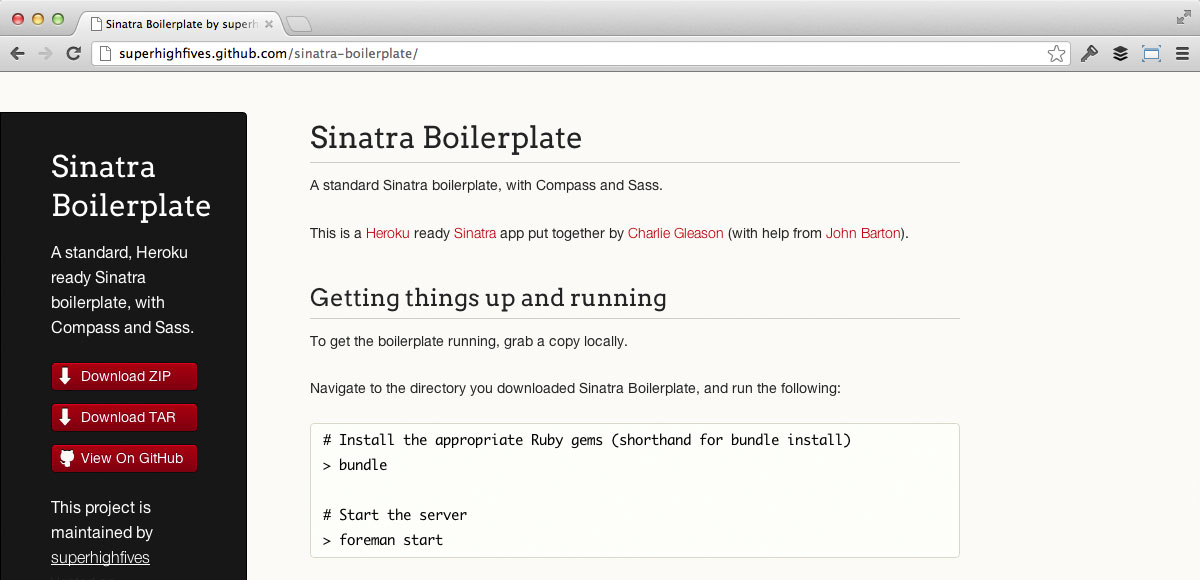 Sinatra Boilerplate by superh
superhighfives.github.com/sinatra-boilerplate/
Sinatra
Boilerplate
A standard, Heroku
ready Sinatra
boilerplate, with
Compass and Sass.
Download ZIP
Download TAR
View On GitHub
This project is
maintained by
superhighfives
Sinatra Boilerplate
A standard Sinatra boilerplate, with Compass and Sass.
This is a Heroku ready Sinatra app put together by Charlie Gleason (with help from John Barton).
Getting things up and running
To get the boilerplate running, grab a copy locally.
Navigate to the directory you downloaded Sinatra Boilerplate, and run the following:
# Install the appropriate Ruby gems (shorthand for bundle install)
> bundle
# Start the server
> foreman start